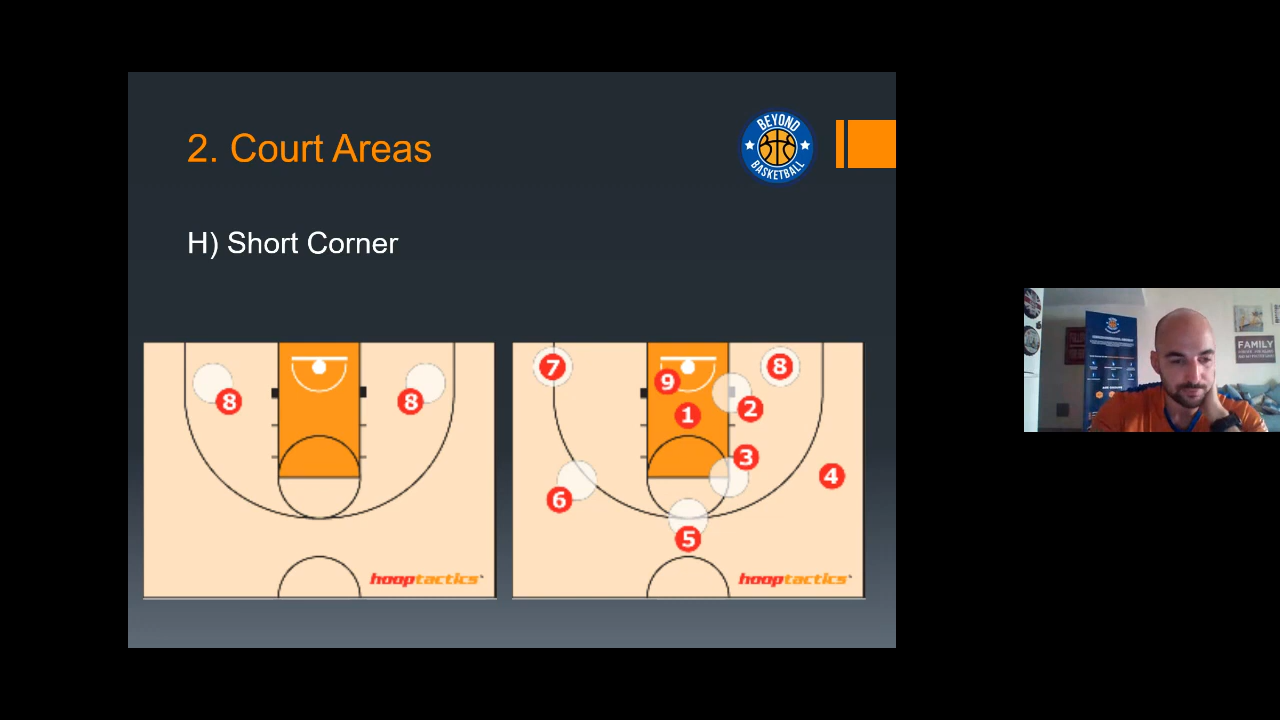 2. Court Areas
BEYOND
BASKETBALL
H) Short Corner
8
8
hooptactics
7
9
8
1
2
3
4
6
5
hooptactics
FAMILY